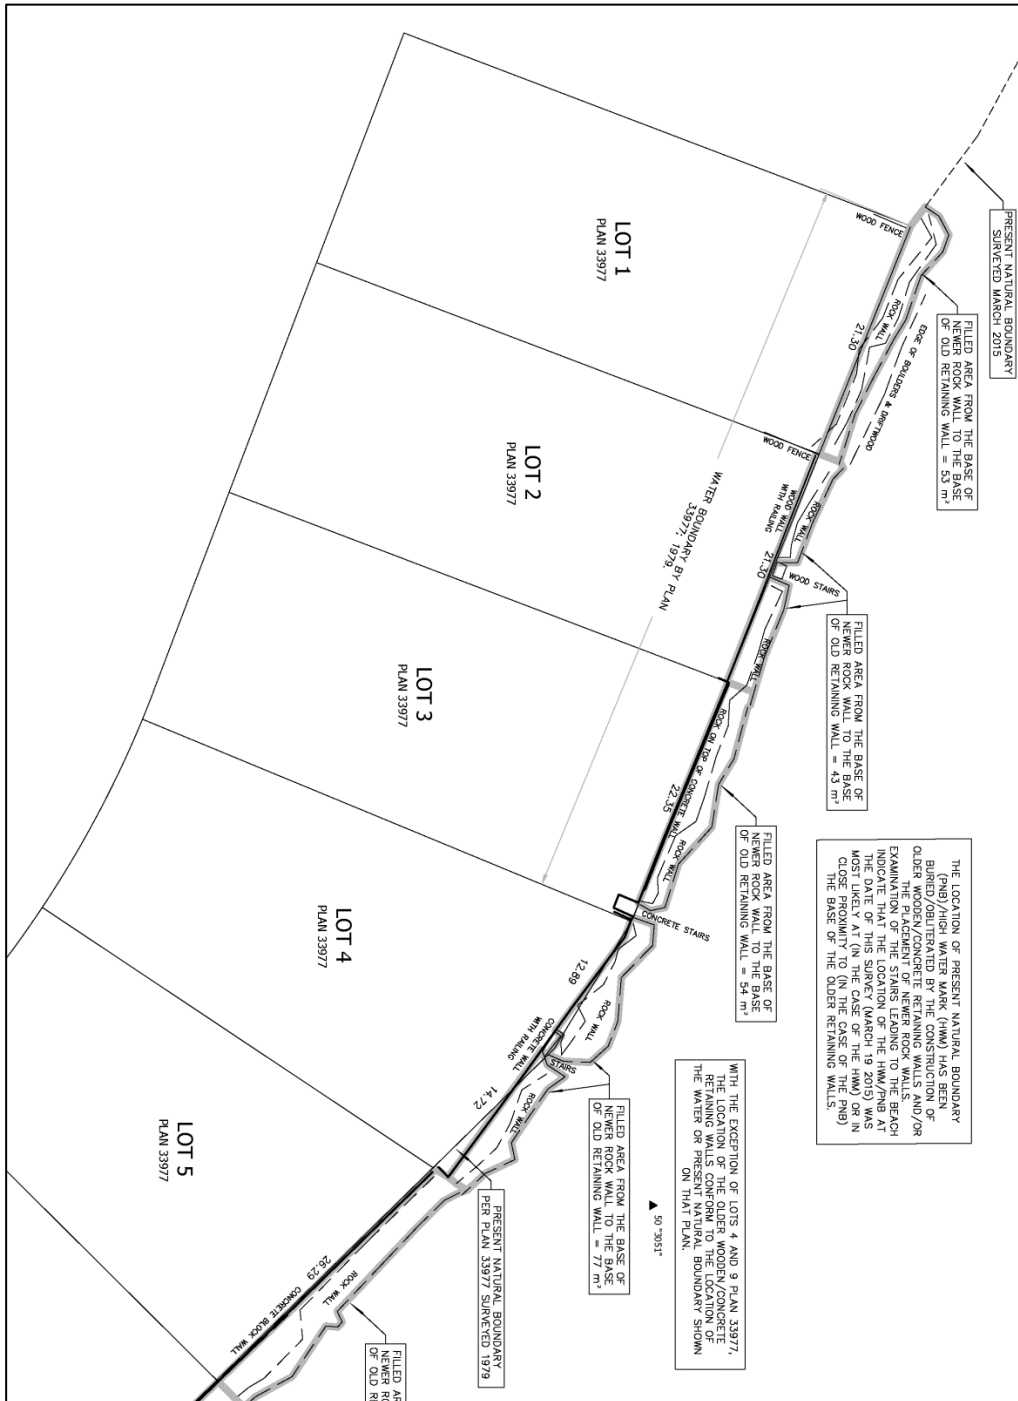 PRESENT NATURAL BOUNDARY
SURVEYED MARCH 2015
FILLED AREA FROM THE BASE OF
NEWER ROCK WALL TO THE BASE
OF OLD RETAINING WALL = 53 m²
EDGE OF BOULDERS & DRIFTWOOD
WOOD FENCE
ROCK WALL
21.30
LOT 1
PLAN 33977
WOOD FENCE
WOOD WALL
WITH RAILING
ROCK WALL
21.30
WOOD STAIRS
ROCK WALL
FILLED AREA FROM THE BASE OF
NEWER ROCK WALL TO THE BASE
OF OLD RETAINING WALL = 43 m²
LOT 2
PLAN 33977
WATER BOUNDARY BY PLAN
33977; 1979.
LOT 3
PLAN 33977
ROCK ON TOP OF CONCRETE WALL
22.35
ROCK WALL
FILLED AREA FROM THE BASE OF
NEWER ROCK WALL TO THE BASE
OF OLD RETAINING WALL = 54 m²
THE LOCATION OF PRESENT NATURAL BOUNDARY
(PNB)/HIGH WATER MARK (HWM) HAS BEEN
BURIED/OBLITERATED BY THE CONSTRUCTION OF
OLDER WOODEN/CONCRETE RETAINING WALLS AND/OR
THE PLACEMENT OF NEWER ROCK WALLS.
EXAMINATION OF THE STAIRS LEADING TO THE BEACH
INDICATE THAT THE LOCATION OF THE HWM/PNB AT
THE DATE OF THIS SURVEY (MARCH 19 2015) WAS
MOST LIKELY AT (IN THE CASE OF THE HWM) OR IN
CLOSE PROXIMITY TO (IN THE CASE OF THE PNB)
THE BASE OF THE OLDER RETAINING WALLS.
CONCRETE STAIRS
LOT 4
PLAN 33977
12.89
ROCK WALL
CONCRETE WALL
WITH RAILING
STAIRS
14.72
ROCK WALL
FILLED AREA FROM THE BASE OF
NEWER ROCK WALL TO THE BASE
OF OLD RETAINING WALL = 77 m²
WITH THE EXCEPTION OF LOTS 4 AND 9 PLAN 33977,
THE LOCATION OF THE OLDER WOODEN/CONCRETE
RETAINING WALLS CONFORM TO THE LOCATION OF
THE WATER OR PRESENT NATURAL BOUNDARY SHOWN
ON THAT PLAN.
LOT 5
PLAN 33977
PRESENT NATURAL BOUNDARY
PER PLAN 33977 SURVEYED 1979
26.29
ROCK WALL
CONCRETE BLOCK WALL
FILLED AR
NEWER RO
OF OLD RE